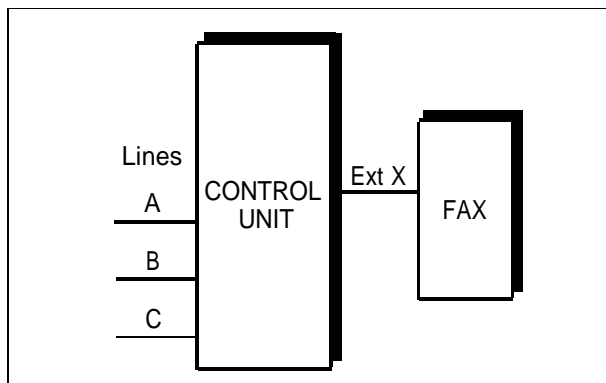 Lines
A
B
C
CONTROL
UNIT
Ext X
FAX